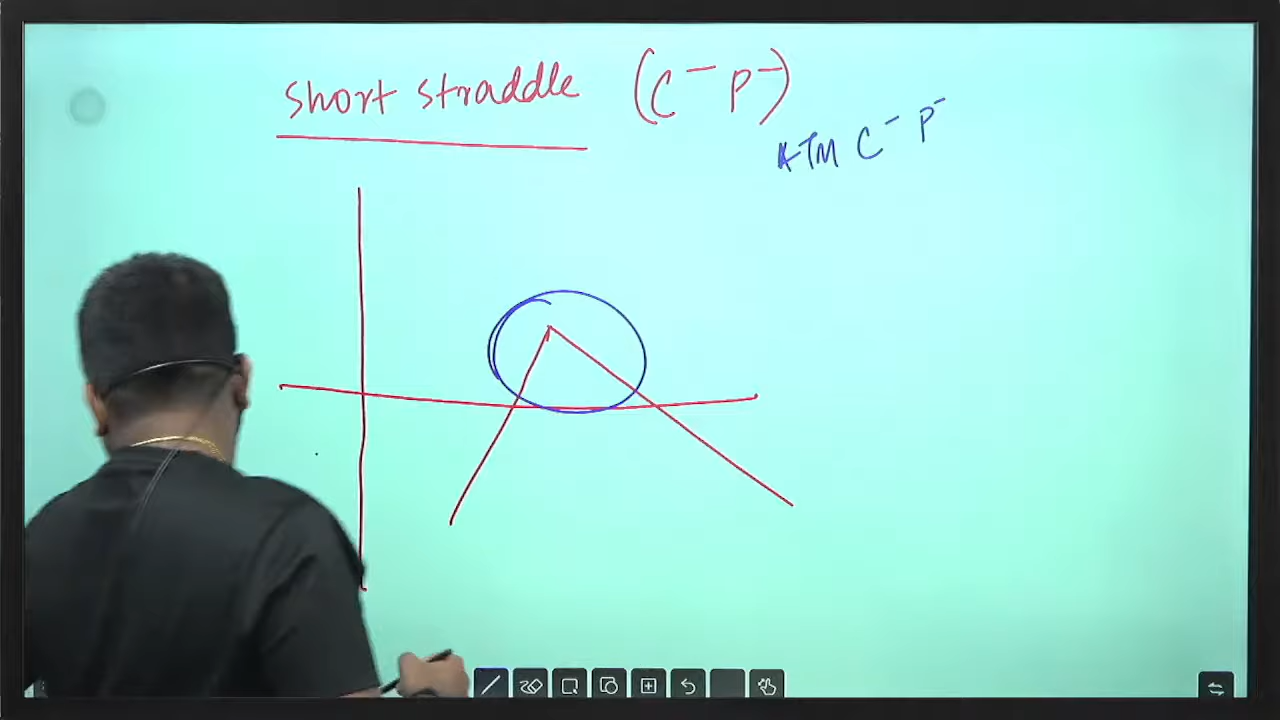 short straddle (C⁻ P⁻)
ATM C⁻ P⁻